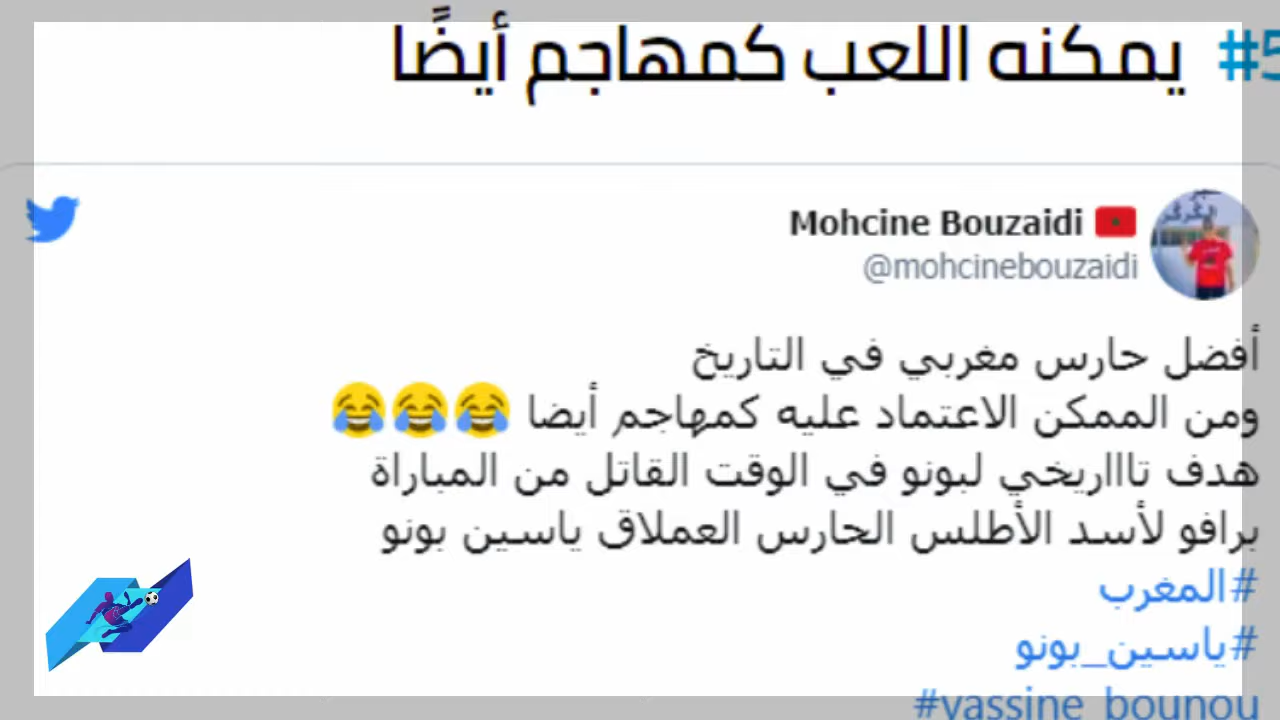 #5 يمكنه اللعب كمهاجم أيضًا
Mohcine Bouzaidi 🇲🇦
@mohcinebouzaidi
أفضل حارس مغربي في التاريخ
ومن الممكن الاعتماد عليه كمهاجم أيضا 😂😂😂
هدف تاااريخي لبونو في الوقت القاتل من المباراة
برافو لأسد الأطلس الحارس العملاق ياسين بونو
#المغرب
#ياسين_بونو
#yassine_bounou